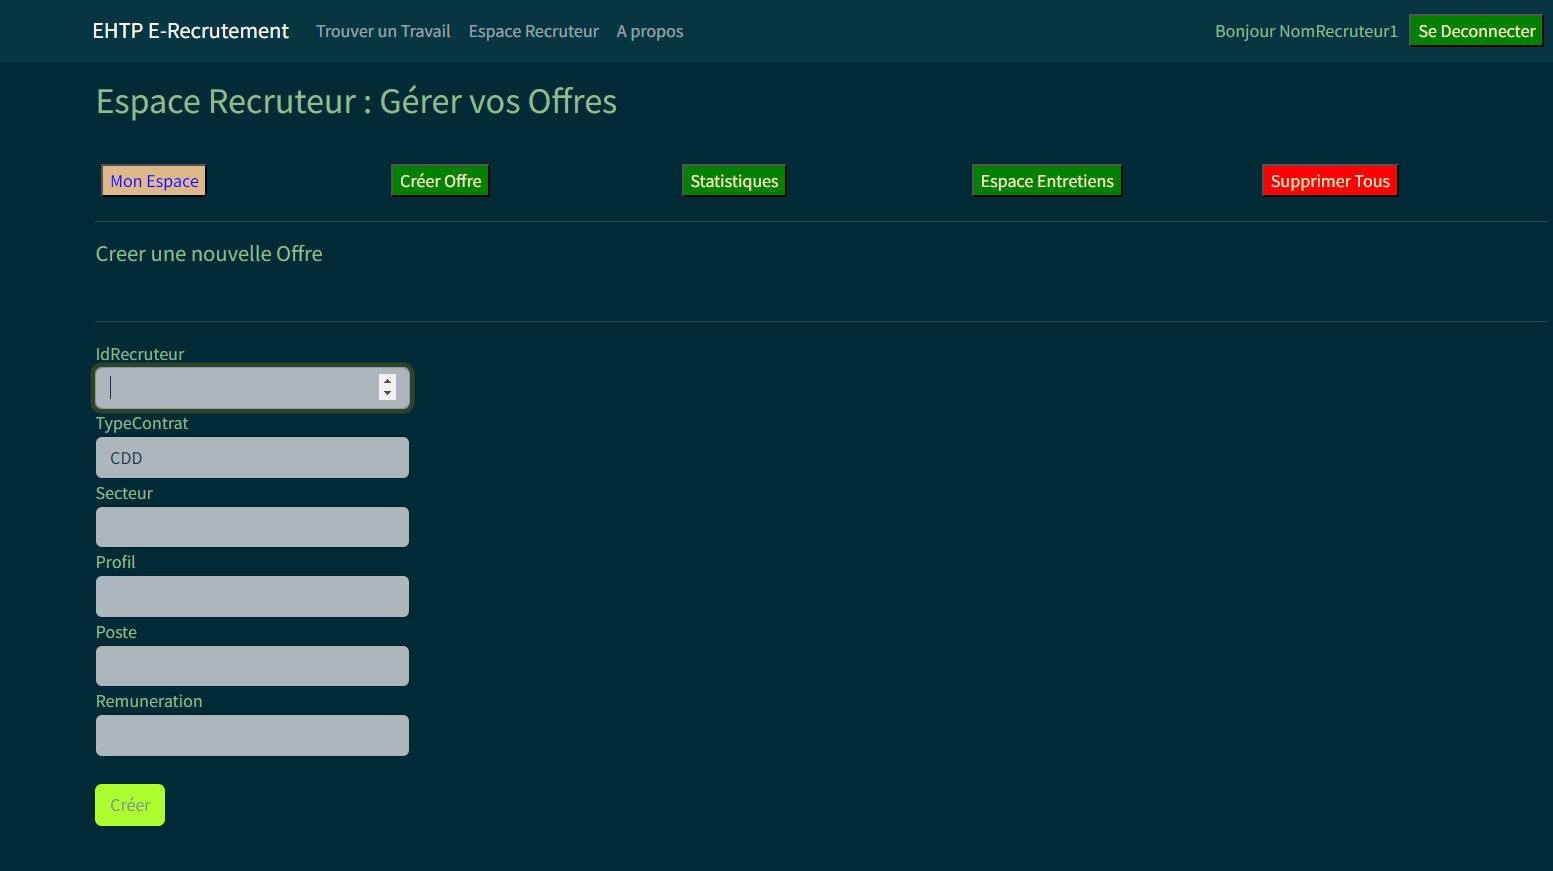 EHTP E-Recrutement Trouver un Travail Espace Recruteur A propos Bonjour NomRecruteur1 Se Deconnecter
Espace Recruteur : Gérer vos Offres
Mon Espace Créer Offre Statistiques Espace Entretiens Supprimer Tous
Creer une nouvelle Offre
IdRecruteur
TypeContrat
CDD
Secteur
Profil
Poste
Remuneration
Créer